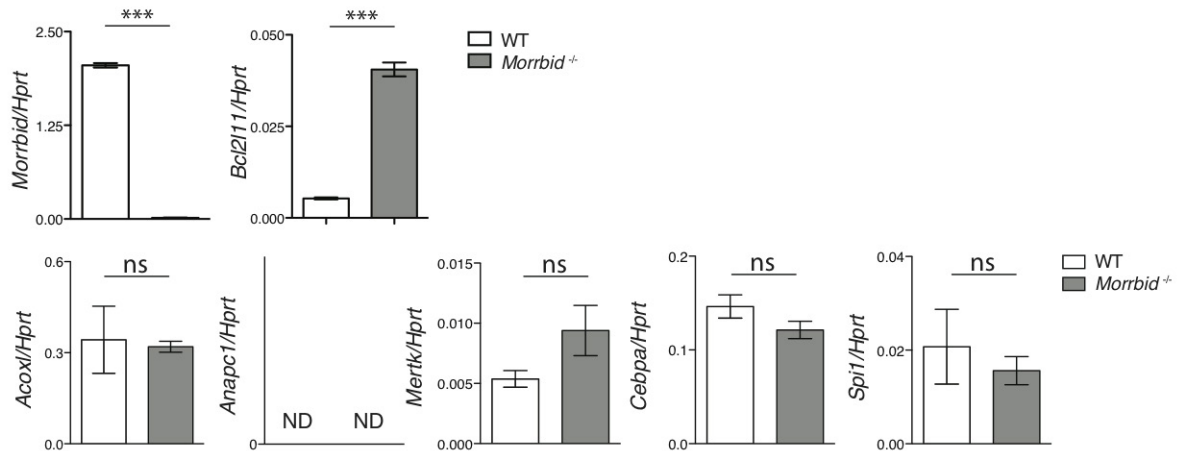 ***
2.50
1.25
0.00
Morrbid/Hprt
***
0.050
0.025
0.000
Bcl2l11/Hprt
WT
Morrbid -/-
ns
0.6
0.3
0.0
Acoxl/Hprt
ND ND
0
Anapc1/Hprt
ns
0.015
0.010
0.005
0.000
Mertk/Hprt
ns
0.2
0.1
0.0
Cebpa/Hprt
ns
0.04
0.02
0.00
Spi1/Hprt
WT
Morrbid -/-